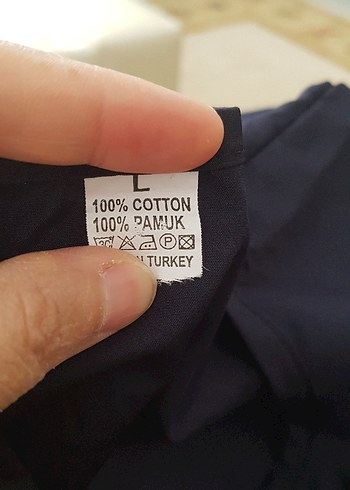 L
100% COTTON
100% PAMUK
P
TURKEY